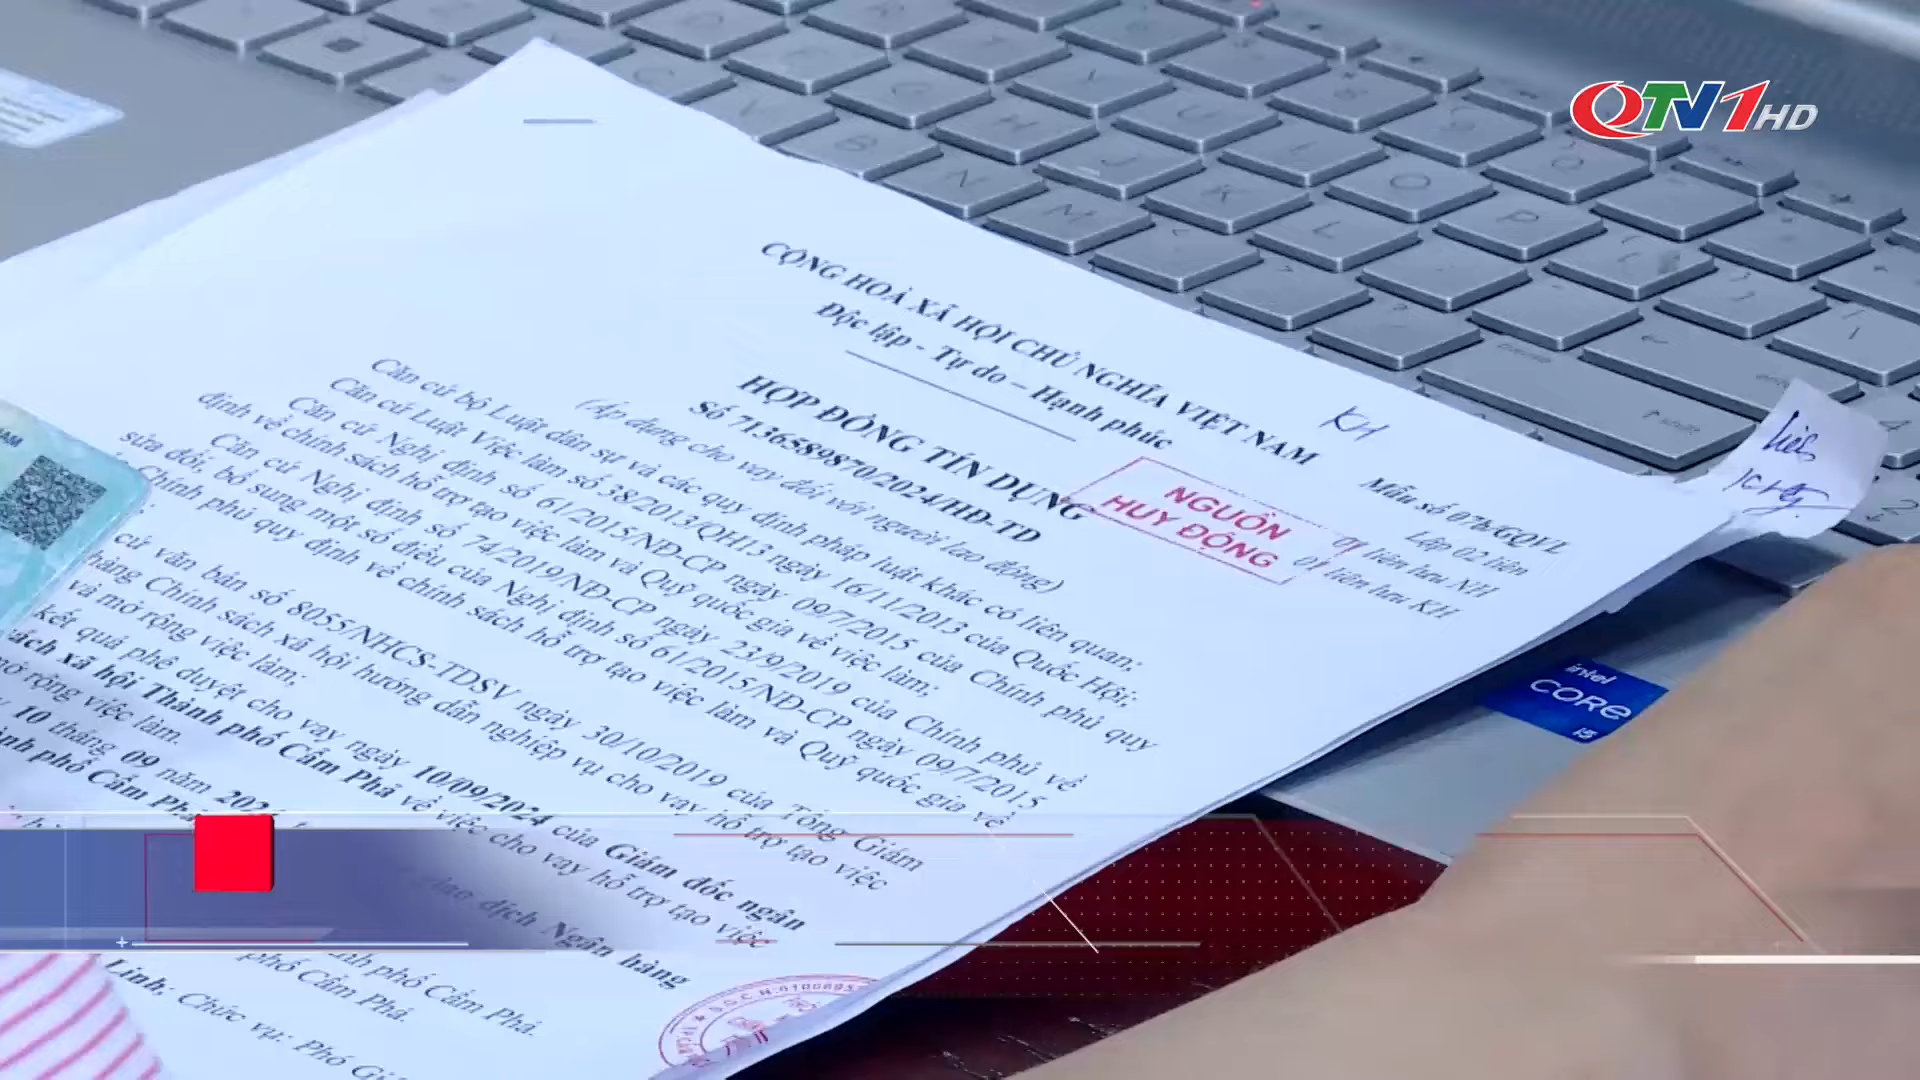 QTV1HD
CỘNG HOÀ XÃ HỘI CHỦ NGHĨA VIỆT NAM
Độc lập - Tự do – Hạnh phúc
KH
Mẫu số 07b/GQVL
Lập 02 liên
01 liên lưu NH
01 liên lưu KH
NGUỒN
HUY ĐỘNG
HỢP ĐỒNG TÍN DỤNG
Số 7136589870/2024/HĐ-TD
(Áp dụng cho vay đối với người lao động)
Căn cứ bộ Luật dân sự và các quy định pháp luật khác có liên quan;
Căn cứ Luật Việc làm số 38/2013/QH13 ngày 16/11/2013 của Quốc Hội;
Căn cứ Nghị định số 61/2015/NĐ-CP ngày 09/7/2015 của Chính phủ quy
định về chính sách hỗ trợ tạo việc làm và Quỹ quốc gia về việc làm;
Căn cứ Nghị định số 74/2019/NĐ-CP ngày 23/9/2019 của Chính phủ về
sửa đổi, bổ sung một số điều của Nghị định số 61/2015/NĐ-CP ngày 09/7/2015
Chính phủ quy định về chính sách hỗ trợ tạo việc làm và Quỹ quốc gia về
cứ văn bản số 8055/NHCS-TDSV ngày 30/10/2019 của Tổng Giám
hàng Chính sách xã hội hướng dẫn nghiệp vụ cho vay hỗ trợ tạo việc
và mở rộng việc làm;
kết quả phê duyệt cho vay ngày 10/09/2024 của Giám đốc ngân
sách xã hội Thành phố Cẩm Phả về việc cho vay hỗ trợ tạo việc
mở rộng việc làm.
10 tháng 09 năm
giao dịch Ngân hàng
phố Cẩm Phả
phố Cẩm Phả.
phố Cẩm Phả.
Linh; Chức vụ: Phó
intel
CORE
i5